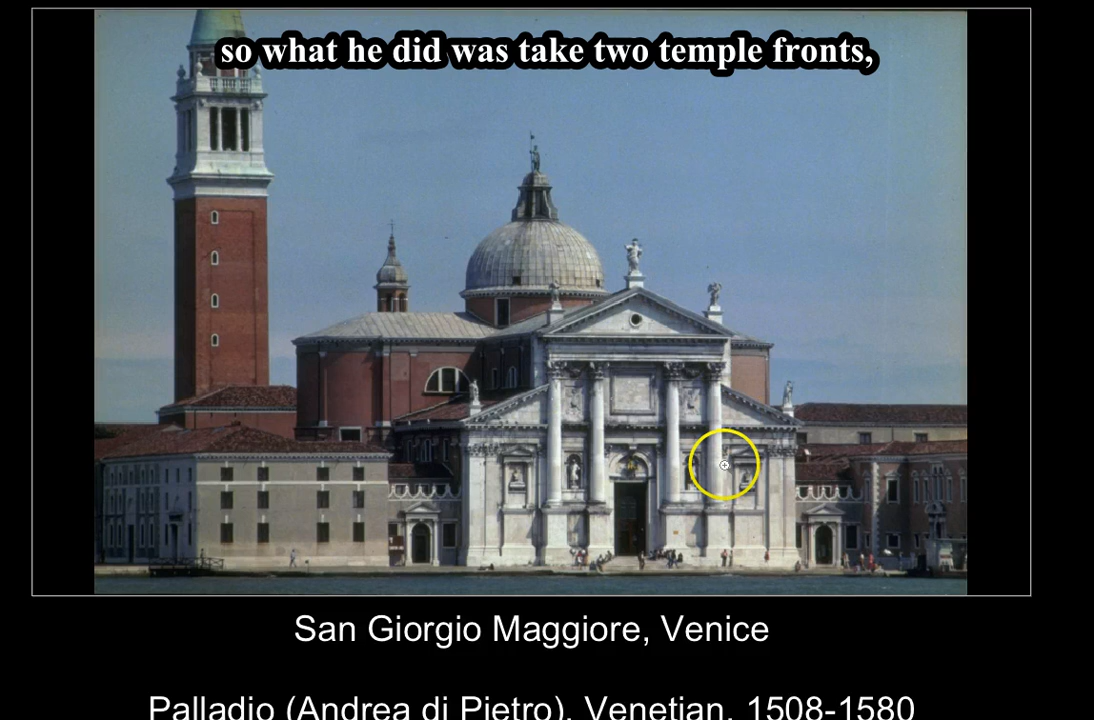 so what he did was take two temple fronts,
San Giorgio Maggiore, Venice
Palladio (Andrea di Pietro), Venetian, 1508-1580